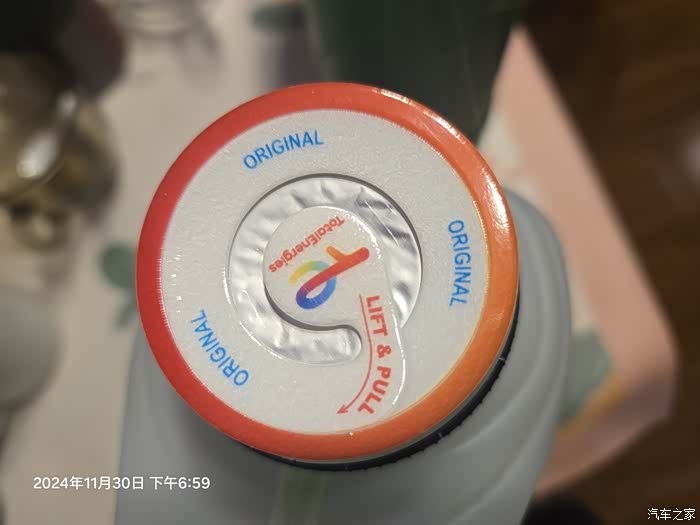 ORIGINAL
ORIGINAL
ORIGINAL
TotalEnergies
LIFT & PULL
2024年11月30日 下午6:59
汽车之家